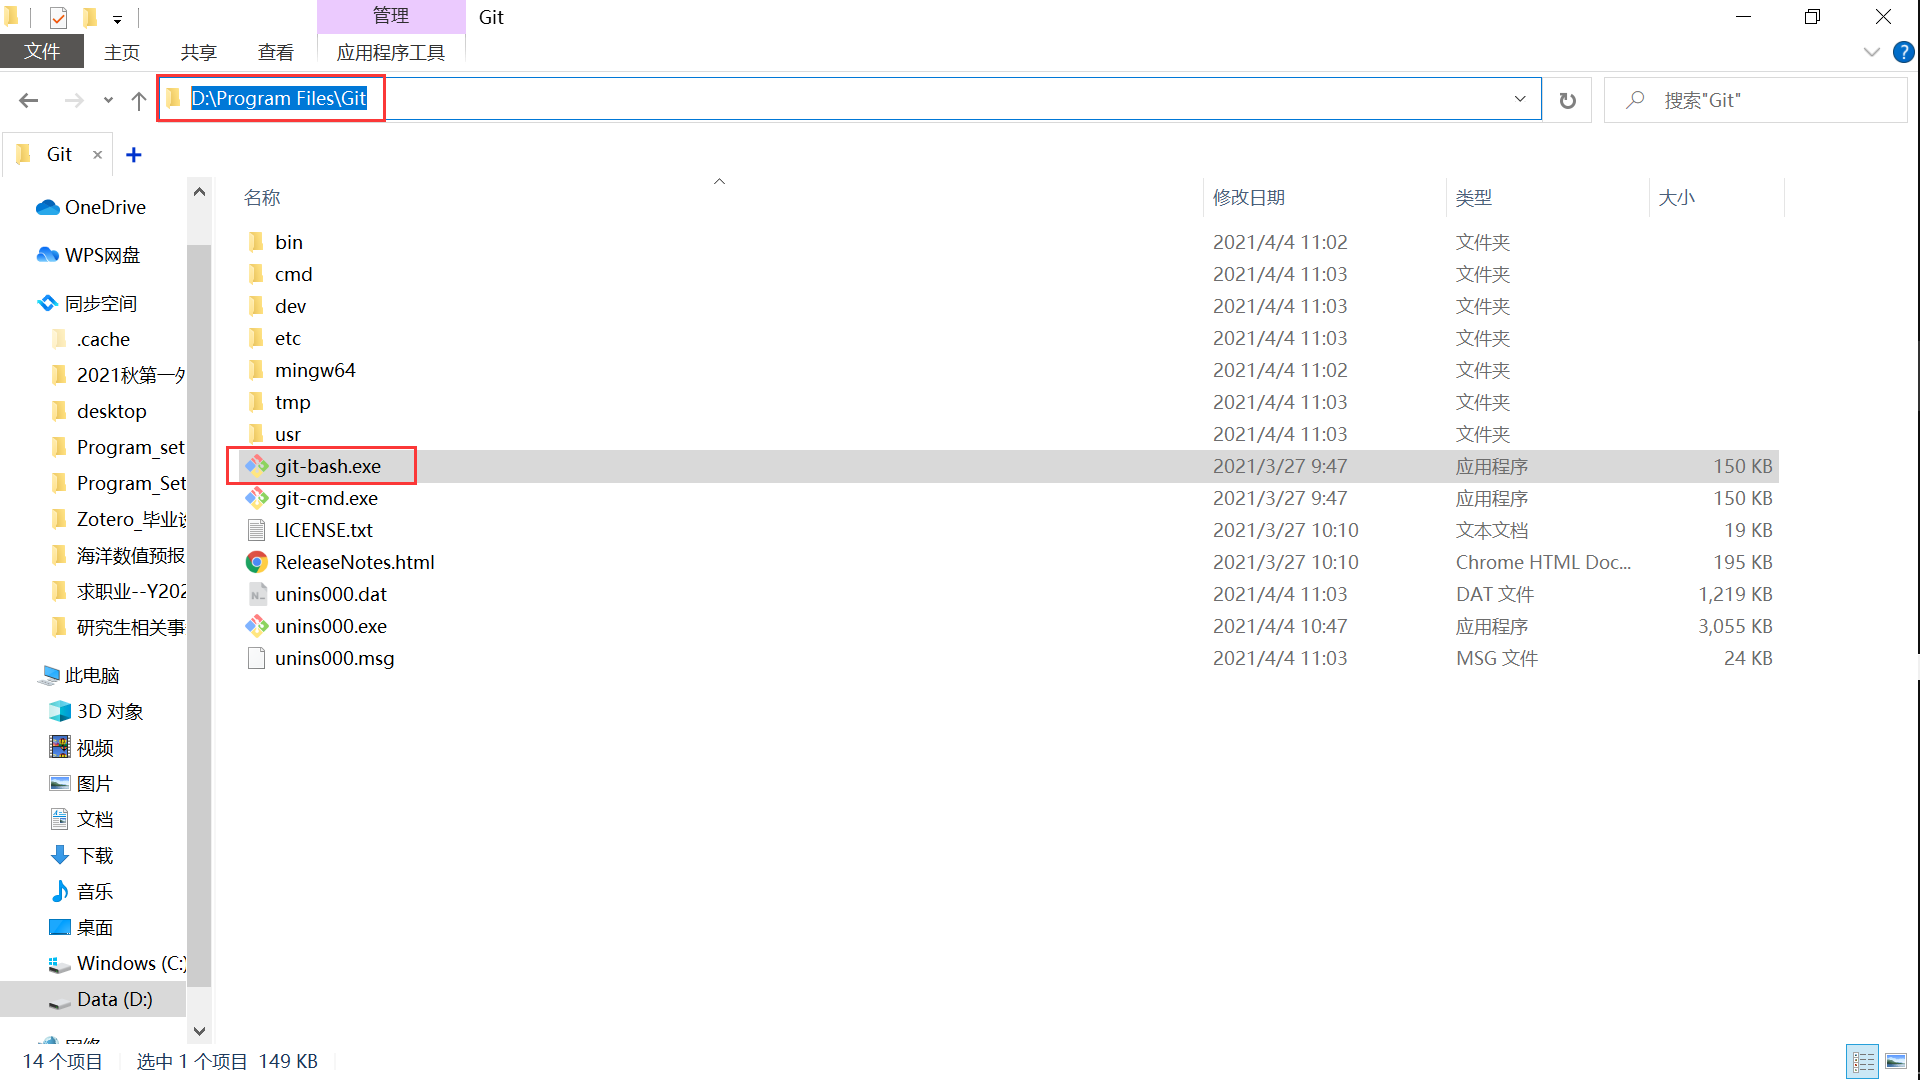 管理
Git
文件
主页
共享
查看
应用程序工具
D:\Program Files\Git
搜索"Git"
Git
名称
修改日期
类型
大小
OneDrive
WPS网盘
同步空间
.cache
2021秋第一
desktop
Program_set
Program_Set
Zotero_毕业
海洋数值预报
求职业--Y202
研究生相关事
此电脑
3D 对象
视频
图片
文档
下载
音乐
桌面
Windows (C:)
Data (D:)
网络
bin 2021/4/4 11:02 文件夹
cmd 2021/4/4 11:03 文件夹
dev 2021/4/4 11:03 文件夹
etc 2021/4/4 11:03 文件夹
mingw64 2021/4/4 11:02 文件夹
tmp 2021/4/4 11:03 文件夹
usr 2021/4/4 11:03 文件夹
git-bash.exe 2021/3/27 9:47 应用程序 150 KB
git-cmd.exe 2021/3/27 9:47 应用程序 150 KB
LICENSE.txt 2021/3/27 10:10 文本文档 19 KB
ReleaseNotes.html 2021/3/27 10:10 Chrome HTML Doc... 195 KB
unins000.dat 2021/4/4 11:03 DAT 文件 1,219 KB
unins000.exe 2021/4/4 10:47 应用程序 3,055 KB
unins000.msg 2021/4/4 11:03 MSG 文件 24 KB
14 个项目
选中 1 个项目 149 KB